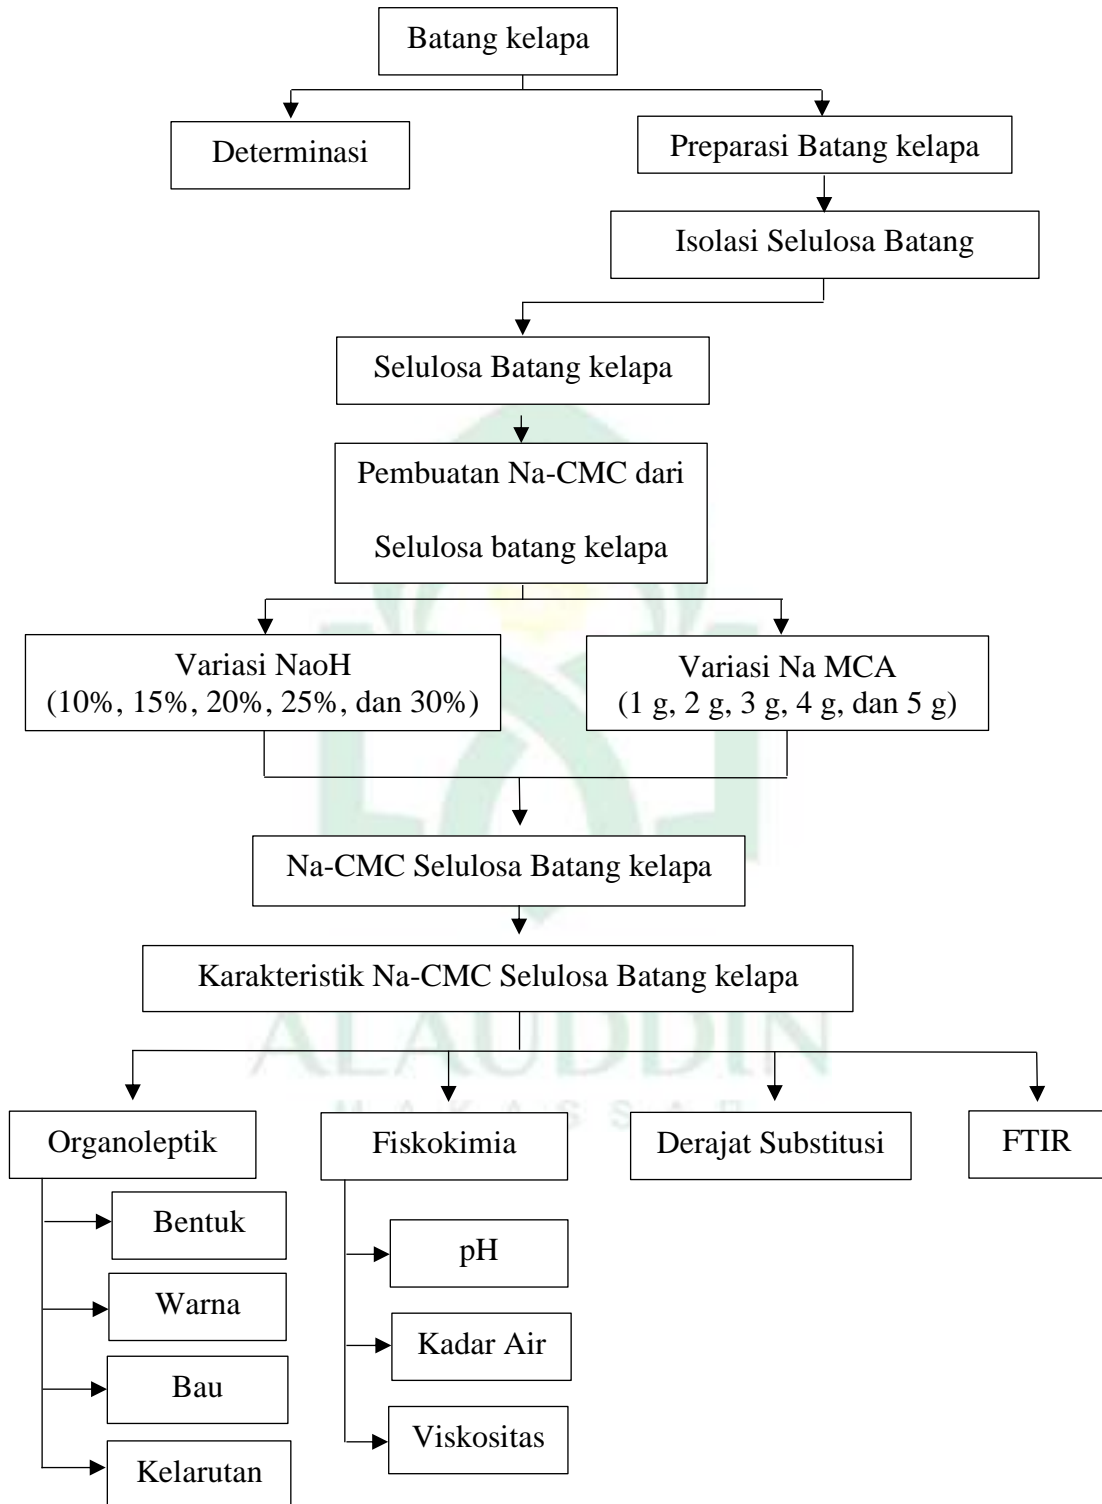 Batang kelapa
Determinasi
Preparasi Batang kelapa
Isolasi Selulosa Batang
Selulosa Batang kelapa
Pembuatan Na-CMC dari
Selulosa batang kelapa
Variasi NaoH
(10%, 15%, 20%, 25%, dan 30%)
Variasi Na MCA
(1 g, 2 g, 3 g, 4 g, dan 5 g)
Na-CMC Selulosa Batang kelapa
Karakteristik Na-CMC Selulosa Batang kelapa
ALAUDDIN
MAKASSAR
Organoleptik
Fiskokimia
Derajat Substitusi
FTIR
Bentuk
Warna
Bau
Kelarutan
pH
Kadar Air
Viskositas